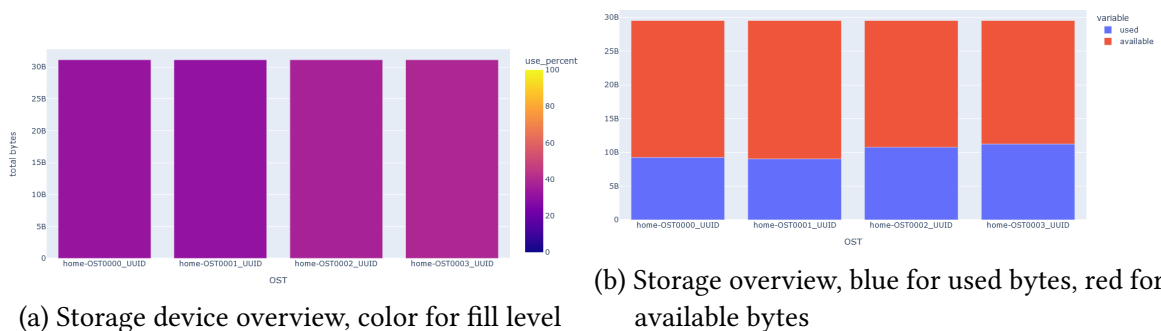 30B
25B
20B
15B
10B
5B
0
total bytes
home-OST0000_UUID
home-OST0001_UUID
home-OST0002_UUID
home-OST0003_UUID
OST
use_percent
100
80
60
40
20
0
(a) Storage device overview, color for fill level
30B
25B
20B
15B
10B
5B
0
home-OST0000_UUID
home-OST0001_UUID
home-OST0002_UUID
home-OST0003_UUID
OST
variable
used
available
(b) Storage overview, blue for used bytes, red for
available bytes